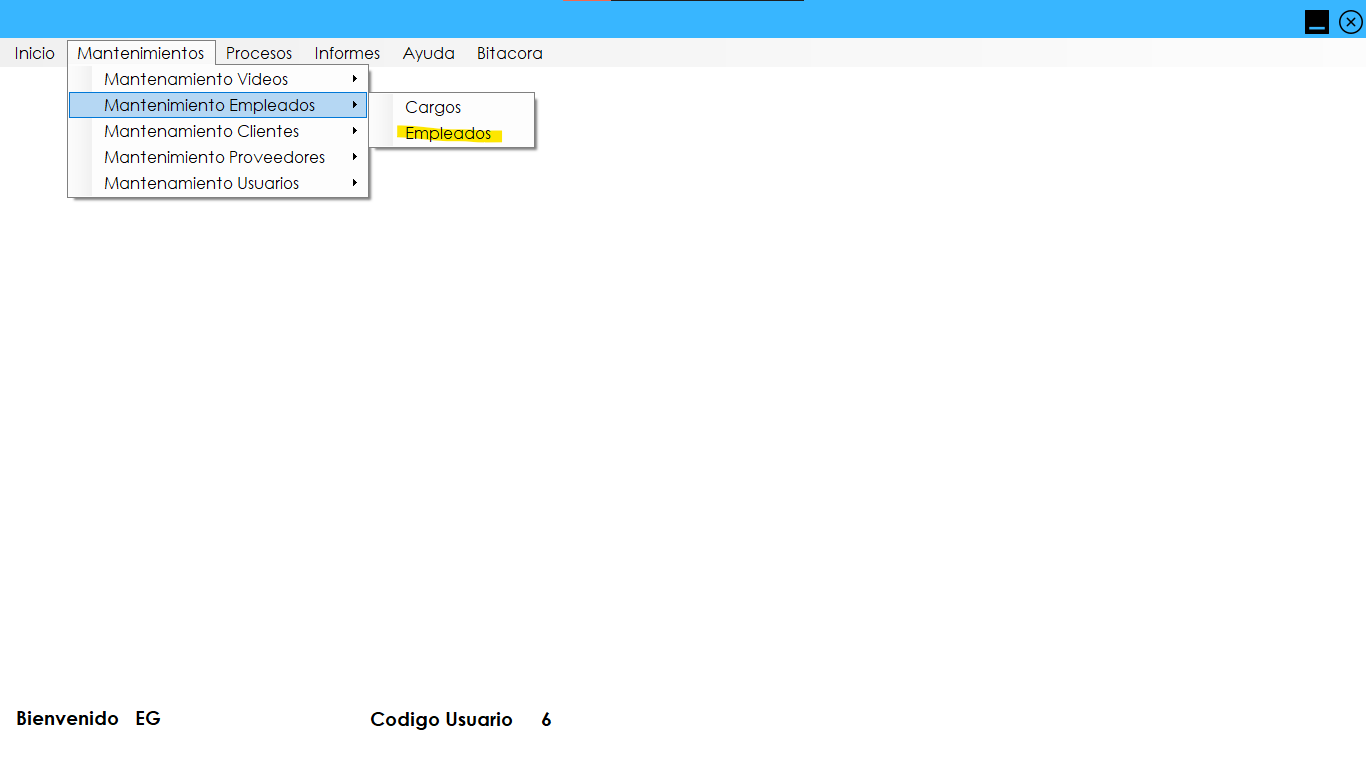 Inicio Mantenimientos Procesos Informes Ayuda Bitacora
Mantenamiento Videos
Mantenimiento Empleados
Mantenamiento Clientes
Mantenimiento Proveedores
Mantenamiento Usuarios
Cargos
Empleados
Bienvenido EG
Codigo Usuario 6